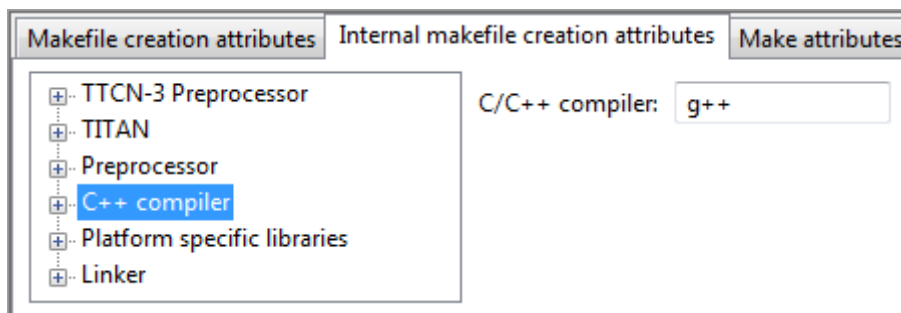 Makefile creation attributes Internal makefile creation attributes Make attributes
TTCN-3 Preprocessor
TITAN
Preprocessor
C++ compiler
Platform specific libraries
Linker
C/C++ compiler: g++